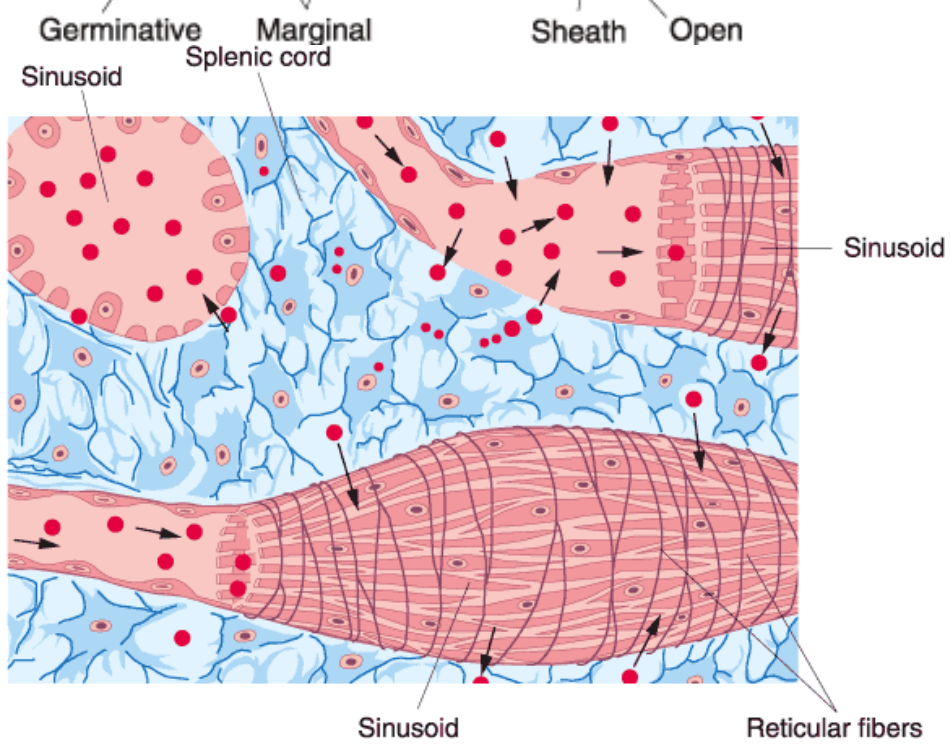 Germinative Marginal Sheath Open
Splenic cord
Sinusoid
Sinusoid
Sinusoid
Reticular fibers